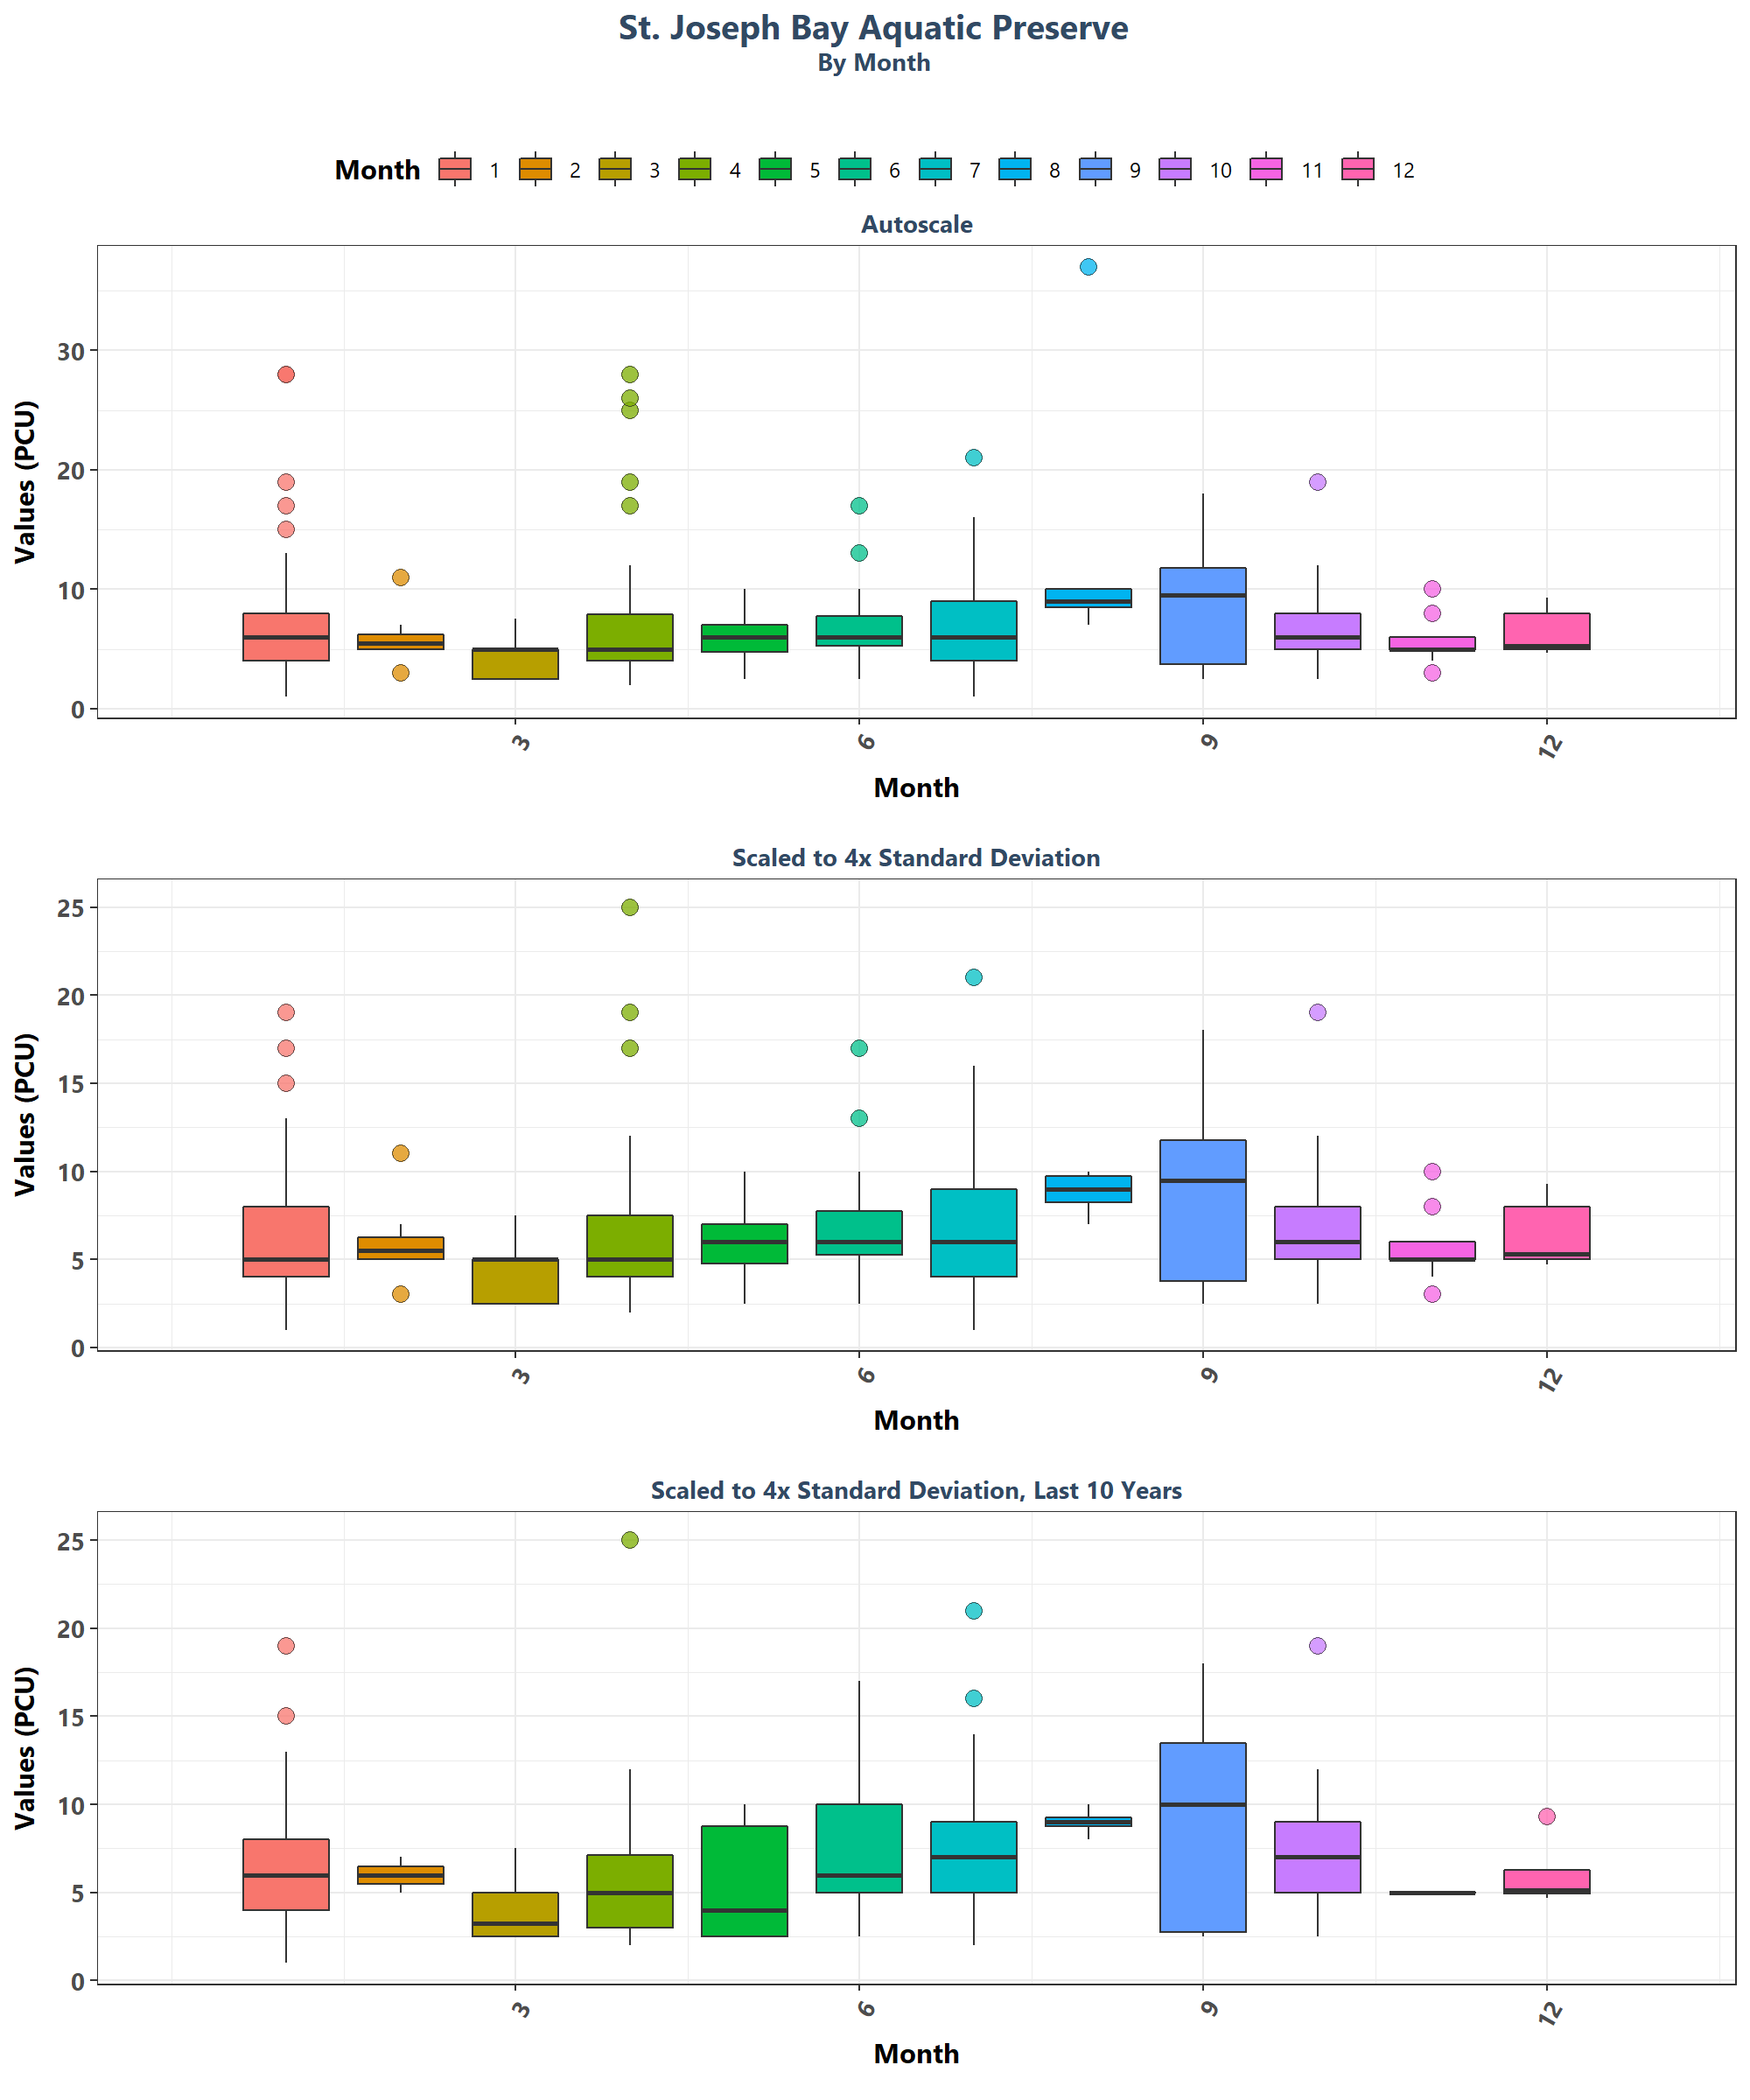 St. Joseph Bay Aquatic Preserve
By Month
Month 1 2 3 4 5 6 7 8 9 10 11 12
Autoscale
Values (PCU)
30
20
10
0
3 6 9 12
Month
Scaled to 4x Standard Deviation
Values (PCU)
25
20
15
10
5
0
3 6 9 12
Month
Scaled to 4x Standard Deviation, Last 10 Years
Values (PCU)
25
20
15
10
5
0
3 6 9 12
Month